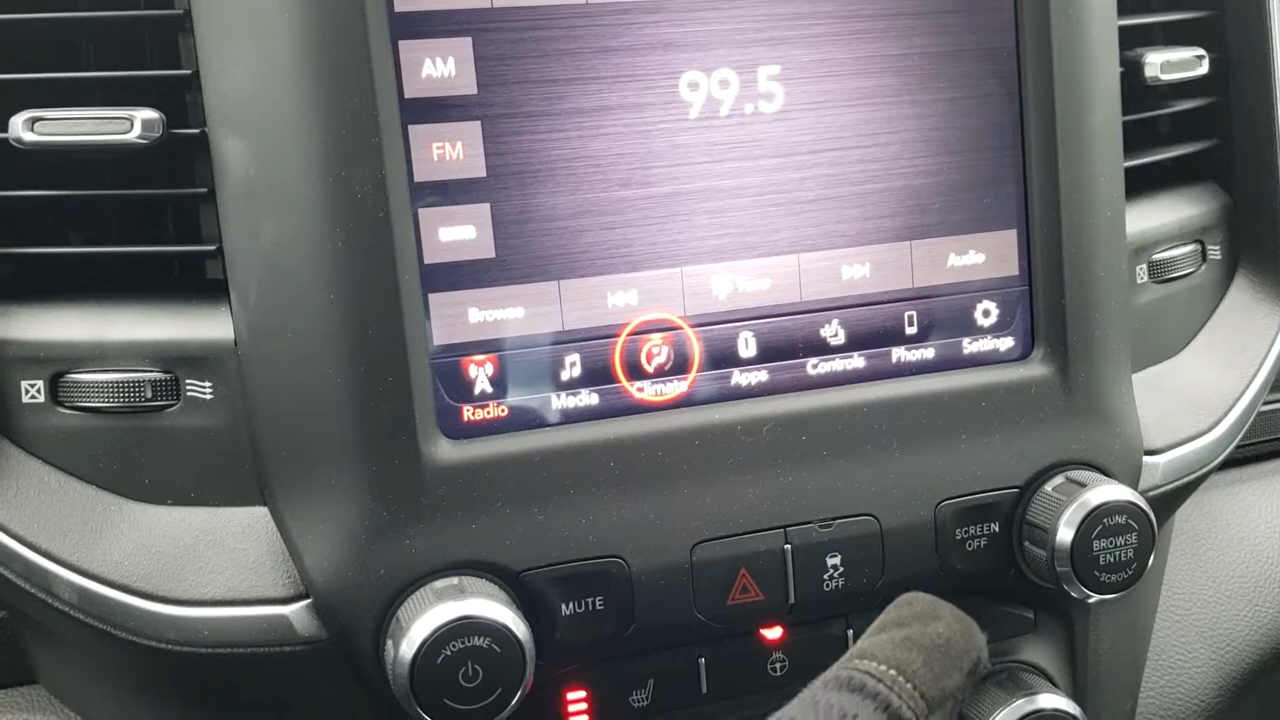 AM
99.5
FM
Browse
Tune
Audio
Radio
Media
Climate
Apps
Controls
Phone
Settings
SCREEN
OFF
TUNE
BROWSE
ENTER
SCROLL
OFF
MUTE
VOLUME